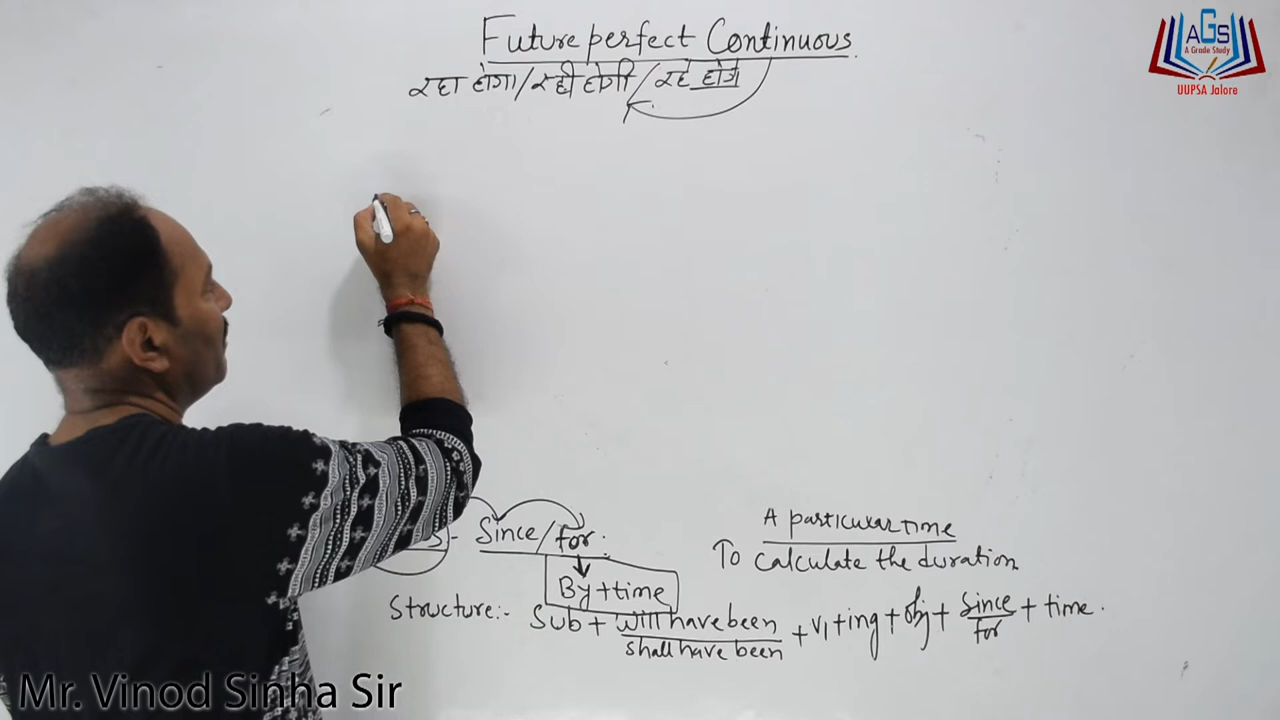 Future perfect Continuous.
रहा होगा/रही होगी/रहे होंगे
AGS
A Grade Study
UUPSA Jalore
Since/for.
By+time
A particular time
To calculate the duration
Structure:- Sub + will have been / shall have been + V1+ing + obj + Since / for + time.
Mr. Vinod Sinha Sir